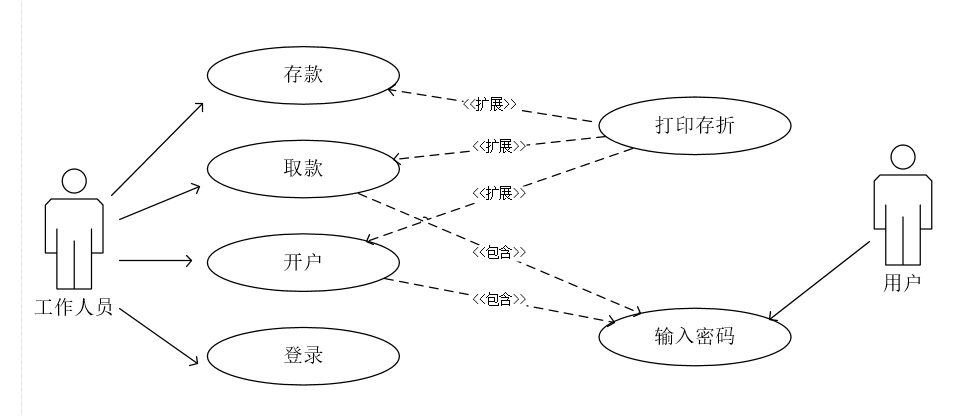 存款
<<扩展>>
打印存折
<<扩展>>
取款
<<扩展>>
<<包含>>
开户
用户
<<包含>>
工作人员
输入密码
登录